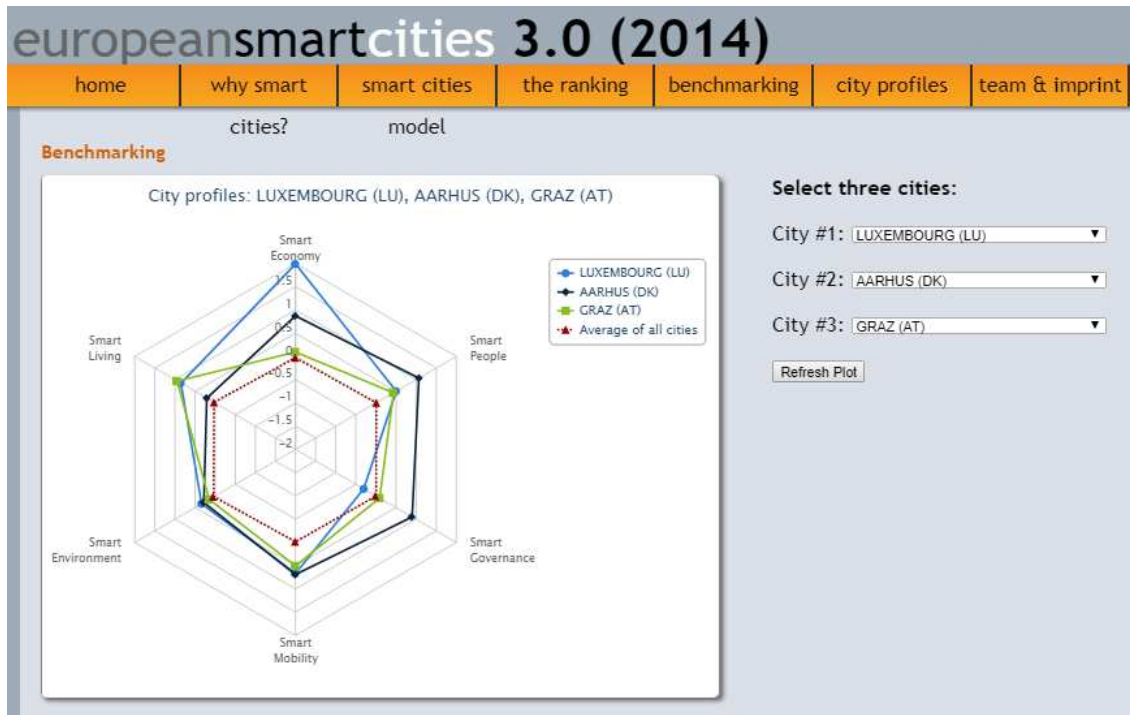 europeansmartcities 3.0 (2014)
home
why smart cities?
smart cities model
the ranking
benchmarking
city profiles
team & imprint
Benchmarking
City profiles: LUXEMBOURG (LU), AARHUS (DK), GRAZ (AT)
Smart
Economy
1.5
1
0.5
0
-0.5
-1
-1.5
-2
Smart
People
Smart
Governance
Smart
Mobility
Smart
Environment
Smart
Living
LUXEMBOURG (LU)
AARHUS (DK)
GRAZ (AT)
Average of all cities
Select three cities:
City #1: LUXEMBOURG (LU)
City #2: AARHUS (DK)
City #3: GRAZ (AT)
Refresh Plot